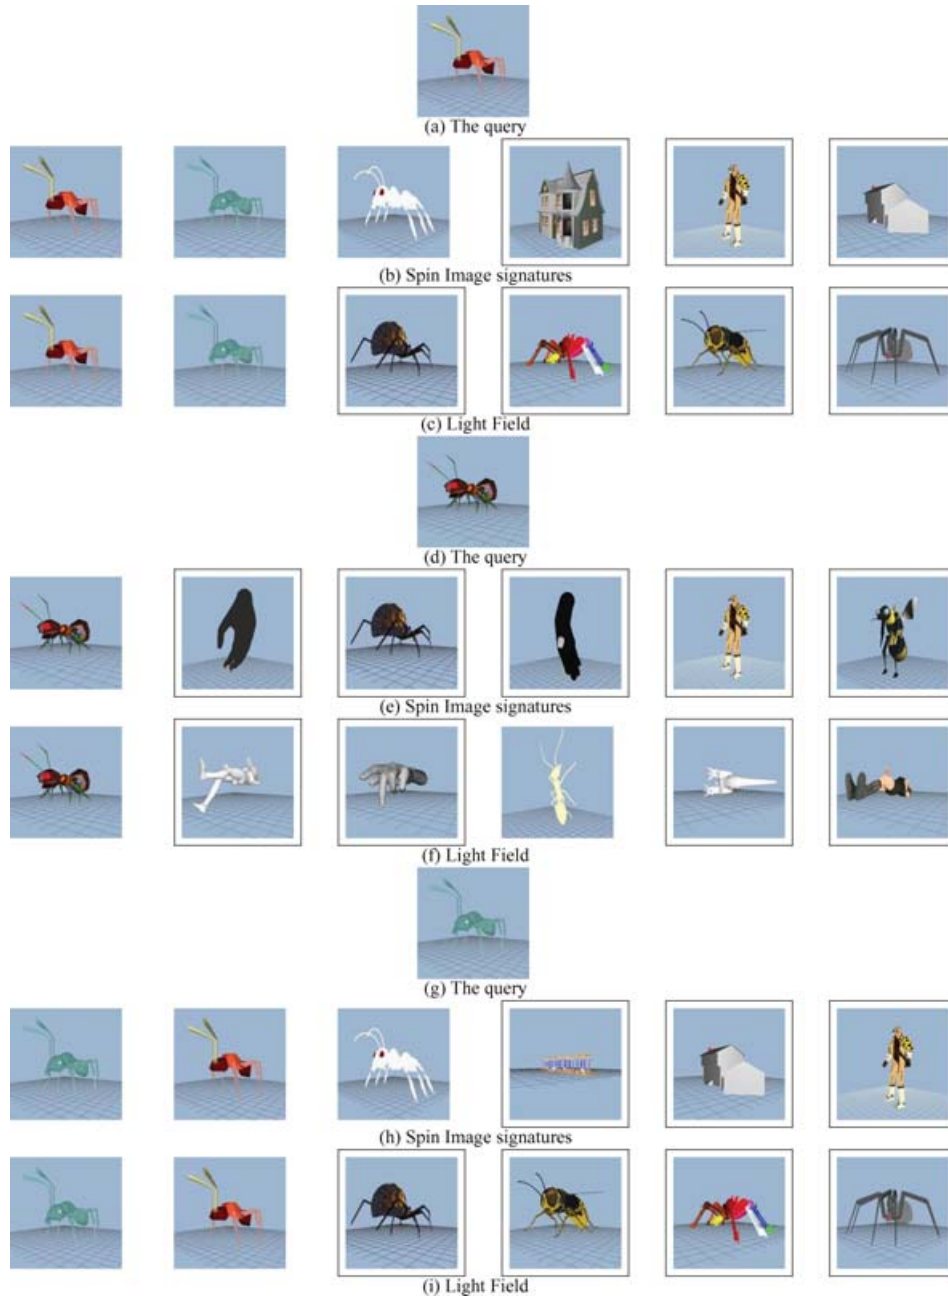 (a) The query
(b) Spin Image signatures
(c) Light Field
(d) The query
(e) Spin Image signatures
(f) Light Field
(g) The query
(h) Spin Image signatures
(i) Light Field